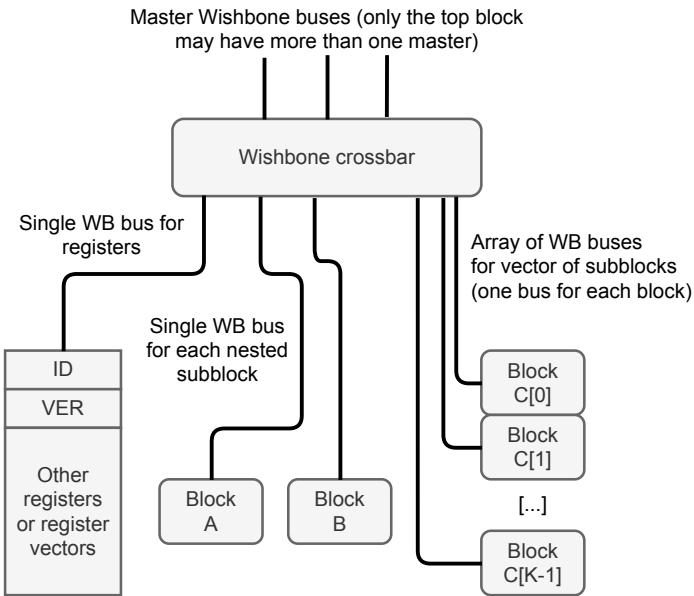 Master Wishbone buses (only the top block
may have more than one master)
Wishbone crossbar
Single WB bus for
registers
Array of WB buses
for vector of subblocks
(one bus for each block)
Single WB bus
for each nested
subblock
ID
VER
Other
registers
or register
vectors
Block
A
Block
B
Block
C[0]
Block
C[1]
[...]
Block
C[K-1]